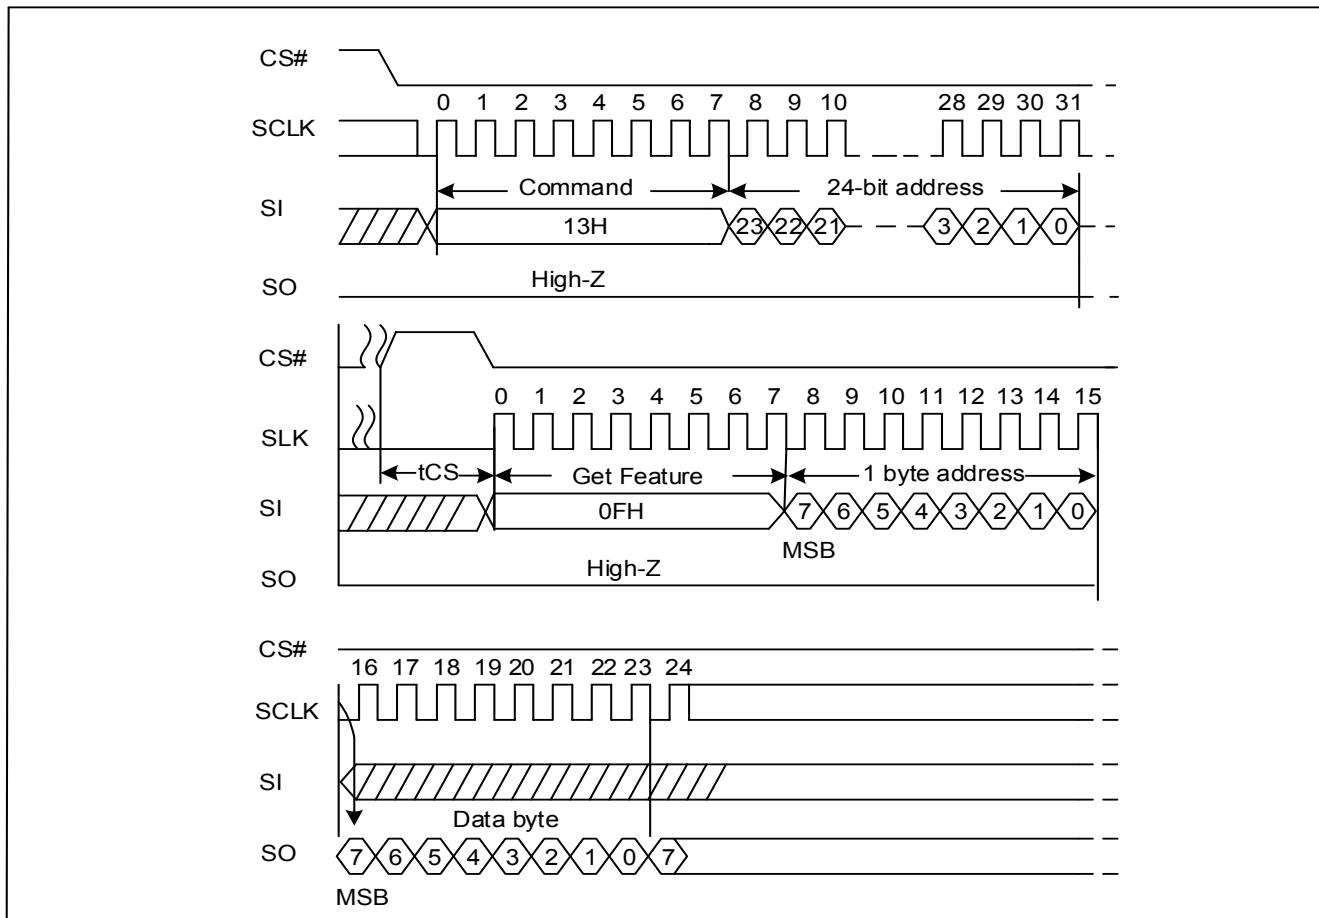 CS#
0 1 2 3 4 5 6 7 8 9 10 28 29 30 31
SCLK
Command 24-bit address
SI
13H 23 22 21 3 2 1 0
High-Z
SO
CS#
0 1 2 3 4 5 6 7 8 9 10 11 12 13 14 15
SLK
tCS Get Feature 1 byte address
SI 0FH 7 6 5 4 3 2 1 0
MSB
High-Z
SO
CS#
16 17 18 19 20 21 22 23 24
SCLK
SI
Data byte
SO 7 6 5 4 3 2 1 0 7
MSB